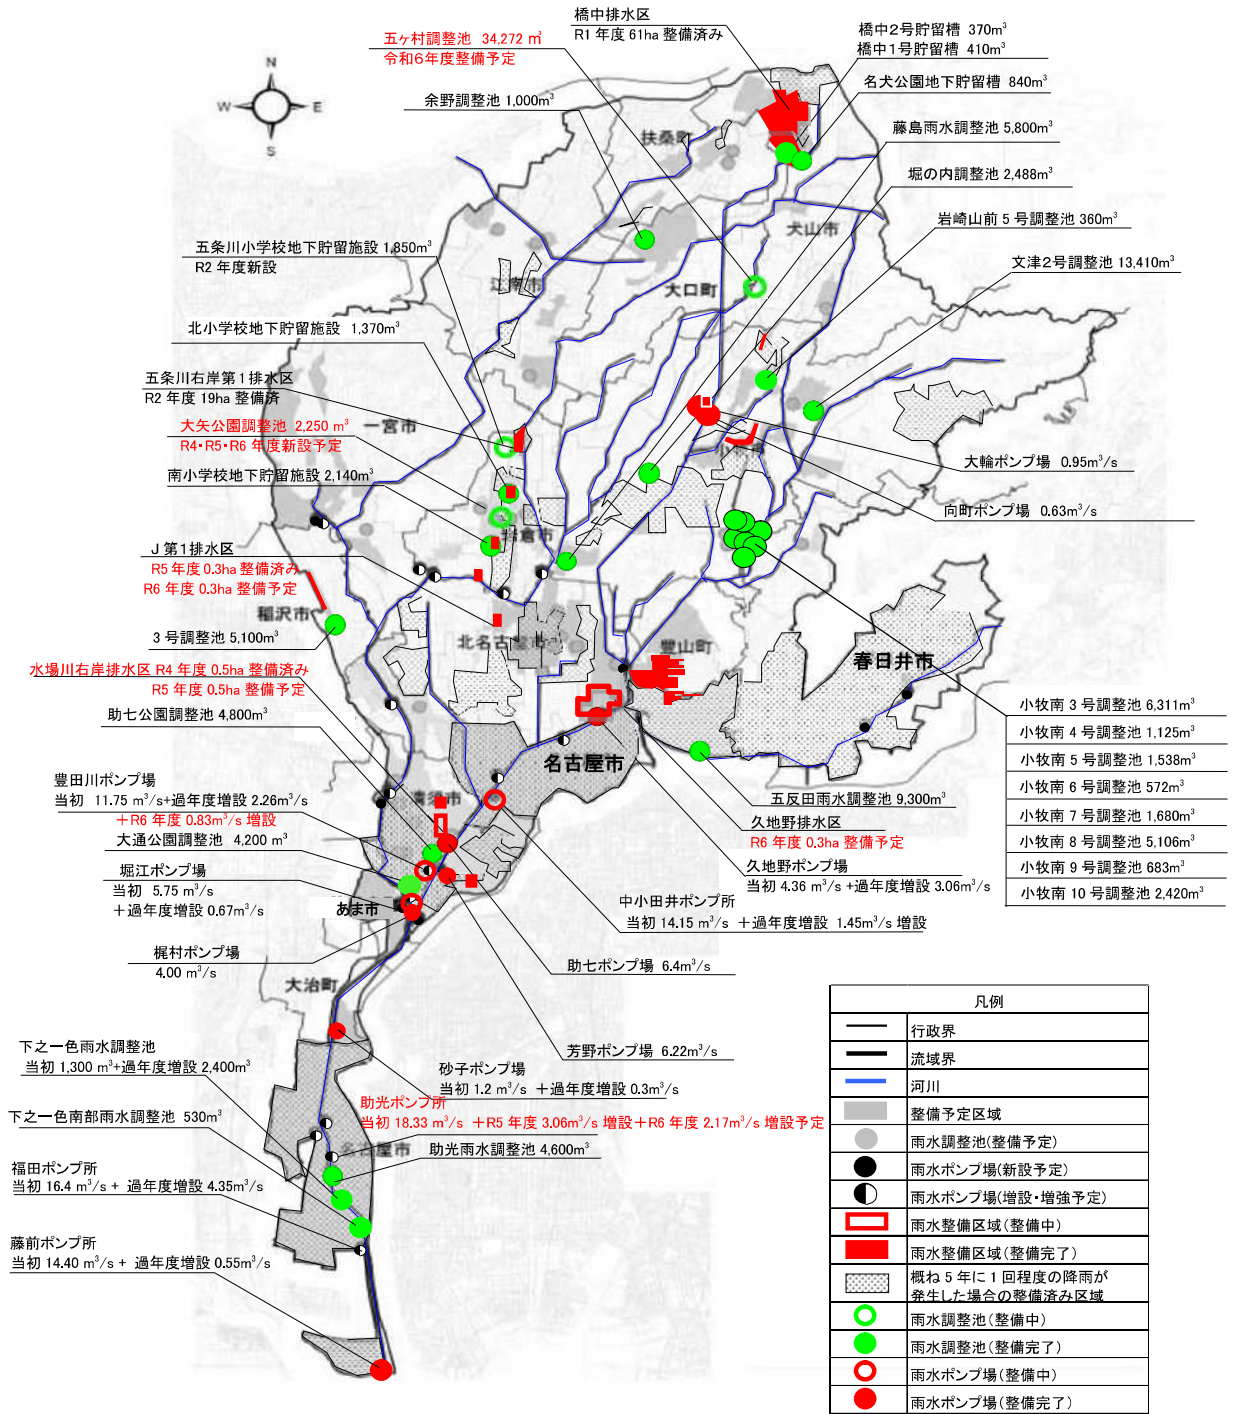 橋中排水区
R1 年度 61ha 整備済み
五ヶ村調整池 34,272 ㎥
令和6年度整備予定
橋中2号貯留槽 370m³
橋中1号貯留槽 410m³
名犬公園地下貯留槽 840m³
余野調整池 1,000m³
藤島雨水調整池 5,800m³
堀の内調整池 2,488m³
岩崎山前 5 号調整池 360m³
文津2号調整池 13,410m³
N
W
E
S
扶桑町
犬山市
江南市
大口町
五条川小学校地下貯留施設 1,850m³
R2 年度新設
北小学校地下貯留施設 1,370m³
五条川右岸第1排水区
R2 年度 19ha 整備済
大矢公園調整池 2,250 ㎥
R4・R5・R6 年度新設予定
一宮市
南小学校地下貯留施設 2,140m³
岩倉市
大輪ポンプ場 0.95m³/s
向町ポンプ場 0.63m³/s
J 第1排水区
R5 年度 0.3ha 整備済み
R6 年度 0.3ha 整備予定
稲沢市
3号調整池 5,100m³
北名古屋市
豊山町
春日井市
水場川右岸排水区 R4 年度 0.5ha 整備済み
R5 年度 0.5ha 整備予定
助七公園調整池 4,800m³
名古屋市
清須市
小牧南 3 号調整池 6,311m³
小牧南 4 号調整池 1,125m³
小牧南 5 号調整池 1,538m³
小牧南 6 号調整池 572m³
小牧南 7 号調整池 1,680m³
小牧南 8 号調整池 5,106m³
小牧南 9 号調整池 683m³
小牧南 10 号調整池 2,420m³
豊田川ポンプ場
当初 11.75 m³/s+過年度増設 2.26m³/s
+R6 年度 0.83m³/s 増設
五反田雨水調整池 9,300m³
久地野排水区
R6 年度 0.3ha 整備予定
久地野ポンプ場
当初 4.36 m³/s +過年度増設 3.06m³/s
大通公園調整池 4,200 m³
堀江ポンプ場
当初 5.75 m³/s
+過年度増設 0.67m³/s
あま市
中小田井ポンプ所
当初 14.15 m³/s +過年度増設 1.45m³/s 増設
梶村ポンプ場
4.00 m³/s
助七ポンプ場 6.4m³/s
大治町
芳野ポンプ場 6.22m³/s
下之一色雨水調整池
当初 1,300 m³+過年度増設 2,400m³
砂子ポンプ場
当初 1.2 m³/s +過年度増設 0.3m³/s
下之一色南部雨水調整池 530m³
助光ポンプ所
当初 18.33 m³/s +R5 年度 3.06m³/s 増設+R6 年度 2.17m³/s 増設予定
名古屋市
助光雨水調整池 4,600m³
福田ポンプ所
当初 16.4 m³/s + 過年度増設 4.35m³/s
藤前ポンプ所
当初 14.40 m³/s + 過年度増設 0.55m³/s
凡例
行政界
流域界
河川
整備予定区域
雨水調整池(整備予定)
雨水ポンプ場(新設予定)
雨水ポンプ場(増設・増強予定)
雨水整備区域(整備中)
雨水整備区域(整備完了)
概ね 5 年に 1 回程度の降雨が
発生した場合の整備済み区域
雨水調整池(整備中)
雨水調整池(整備完了)
雨水ポンプ場(整備中)
雨水ポンプ場(整備完了)